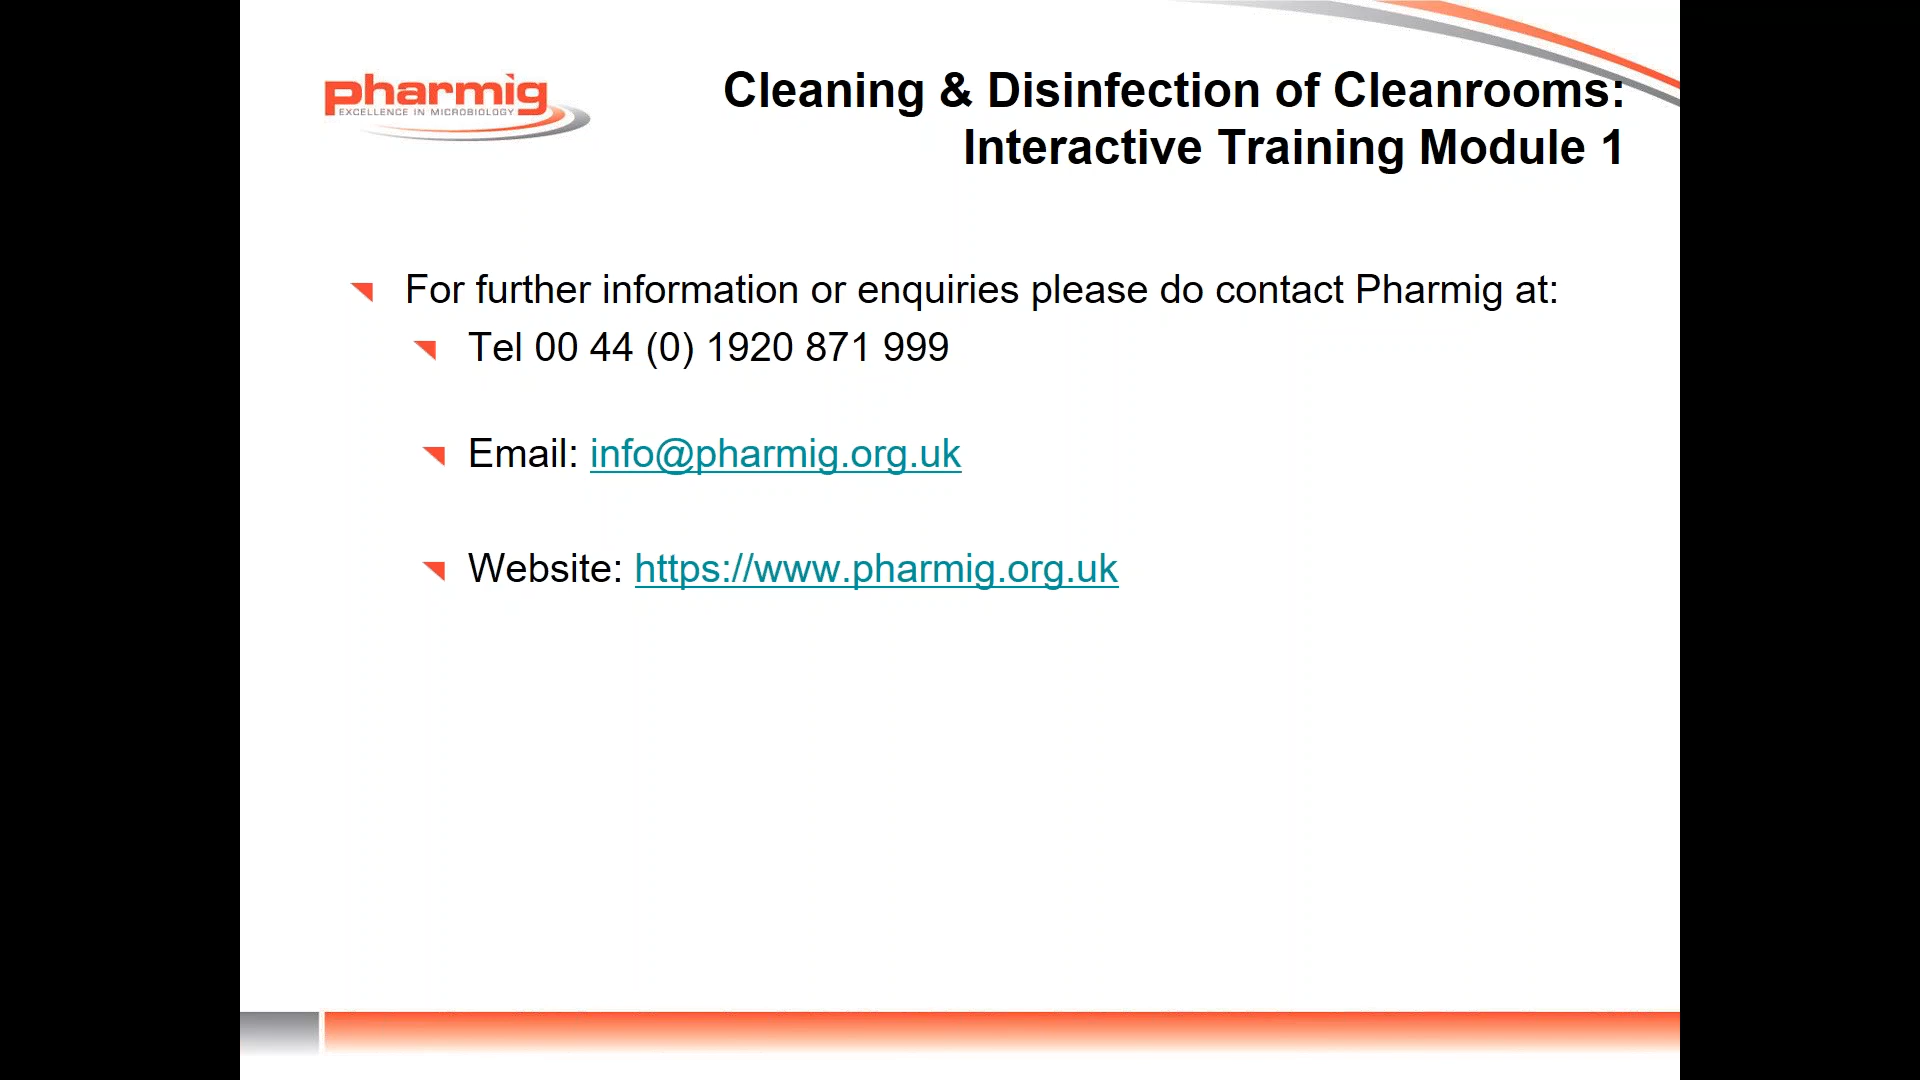 pharmig
EXCELLENCE IN MICROBIOLOGY
Cleaning & Disinfection of Cleanrooms:
Interactive Training Module 1
For further information or enquiries please do contact Pharmig at:
Tel 00 44 (0) 1920 871 999
Email: info@pharmig.org.uk
Website: https://www.pharmig.org.uk